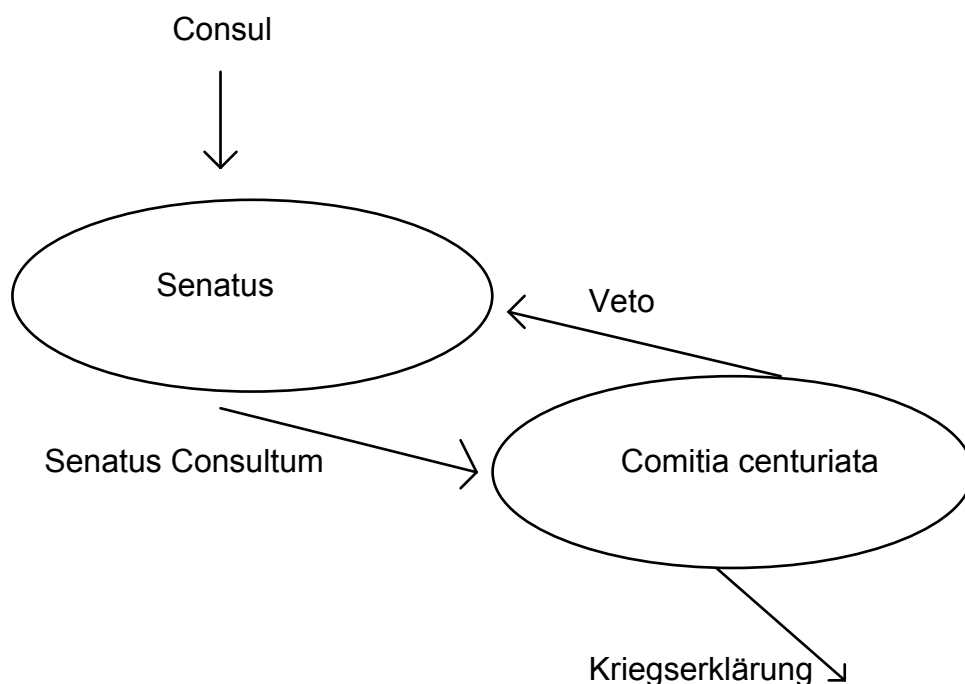 Consul
Senatus
Veto
Senatus Consultum
Comitia centuriata
Kriegserklärung